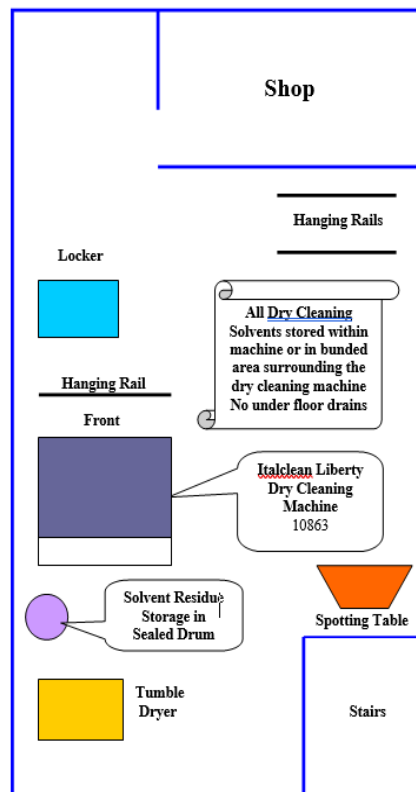 Shop
Hanging Rails
Locker
All Dry Cleaning
Solvents stored within
machine or in bunded
area surrounding the
dry cleaning machine
No under floor drains
Hanging Rail
Front
Italclean Liberty
Dry Cleaning
Machine
10863
Solvent Residue
Storage in
Sealed Drum
Spotting Table
Tumble
Dryer
Stairs